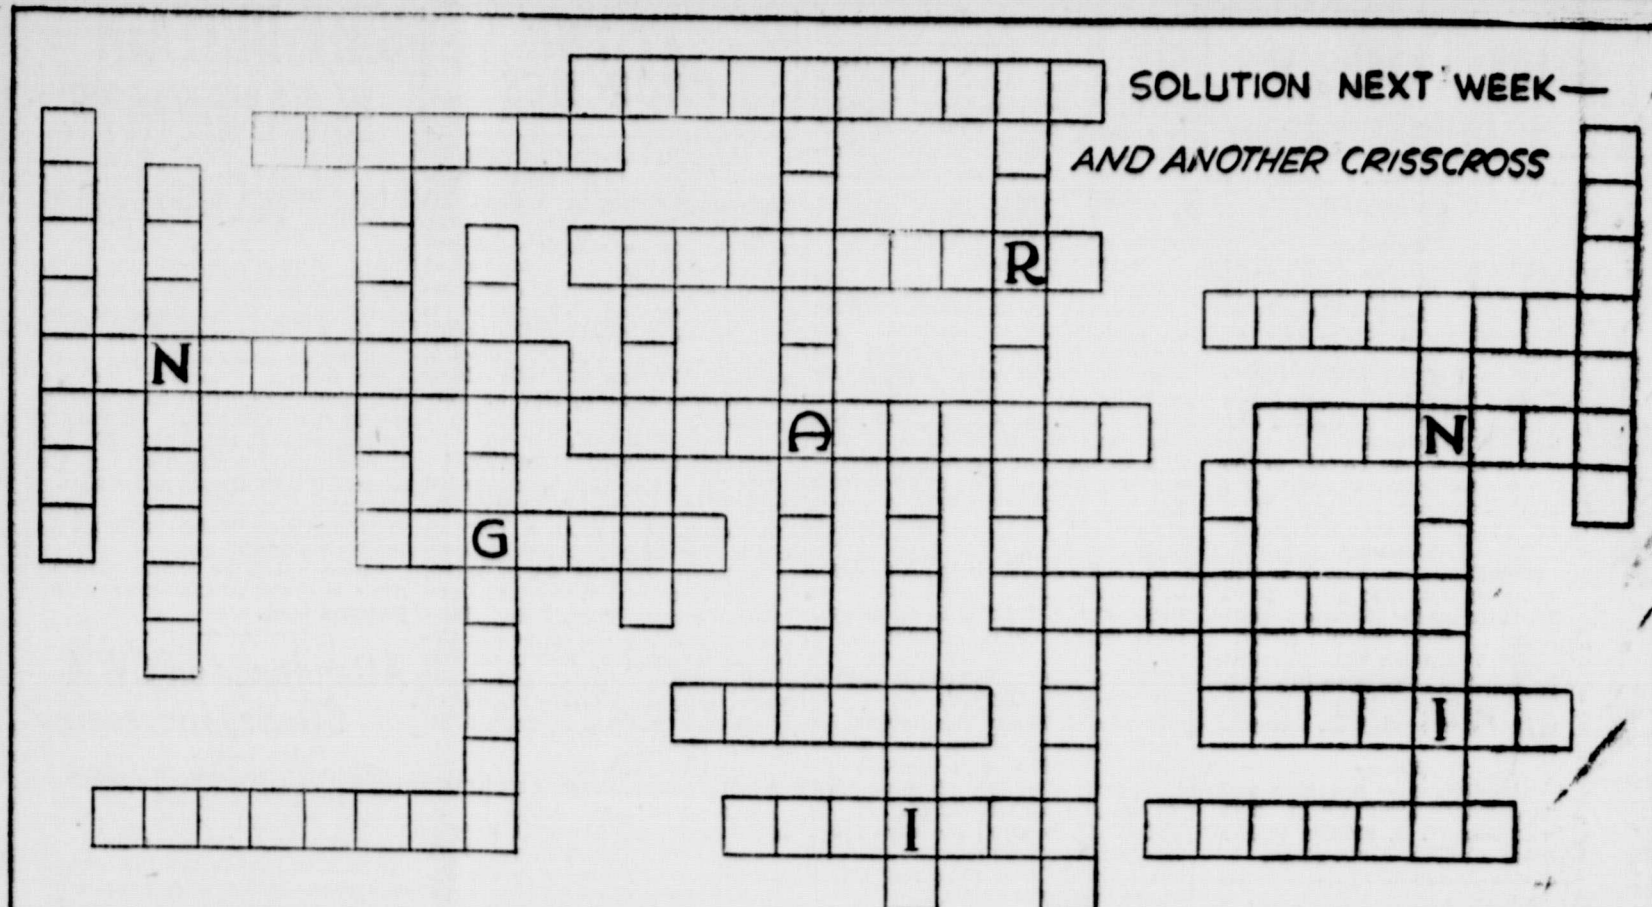 SOLUTION NEXT WEEK—
AND ANOTHER CRISSCROSS
R
N
A
N
G
I
I